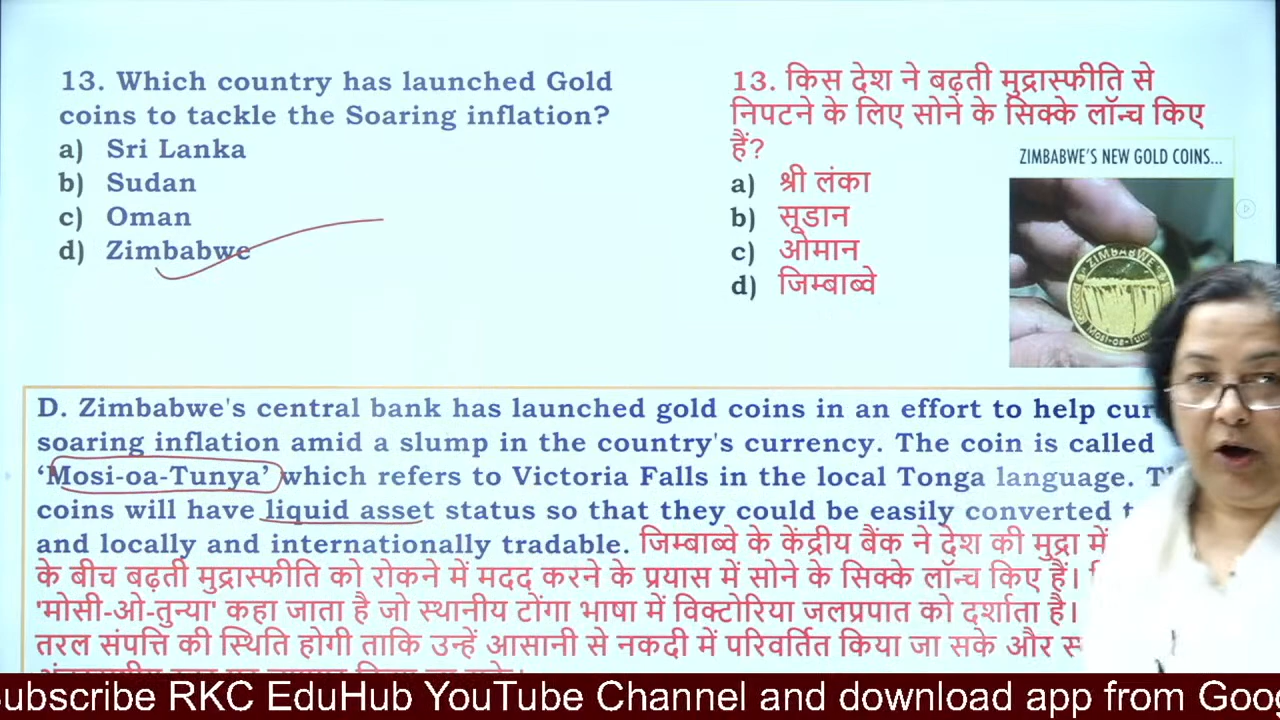 13. Which country has launched Gold
coins to tackle the Soaring inflation?
a) Sri Lanka
b) Sudan
c) Oman
d) Zimbabwe
13. किस देश ने बढ़ती मुद्रास्फीति से
निपटने के लिए सोने के सिक्के लॉन्च किए
हैं?
a) श्री लंका
b) सूडान
c) ओमान
d) जिम्बाब्वे
ZIMBABWE'S NEW GOLD COINS...
ZIMBABWE
Mosi-oa-Tun
D. Zimbabwe's central bank has launched gold coins in an effort to help cur
soaring inflation amid a slump in the country's currency. The coin is called
‘Mosi-oa-Tunya’ which refers to Victoria Falls in the local Tonga language.
coins will have liquid asset status so that they could be easily converted
and locally and internationally tradable. जिम्बाब्वे के केंद्रीय बैंक ने देश की मुद्रा में
के बीच बढ़ती मुद्रास्फीति को रोकने में मदद करने के प्रयास में सोने के सिक्के लॉन्च किए हैं।
'मोसी-ओ-तुन्या' कहा जाता है जो स्थानीय टोंगा भाषा में विक्टोरिया जलप्रपात को दर्शाता है।
तरल संपत्ति की स्थिति होगी ताकि उन्हें आसानी से नकदी में परिवर्तित किया जा सके और
ubscribe RKC EduHub YouTube Channel and download app from Goog